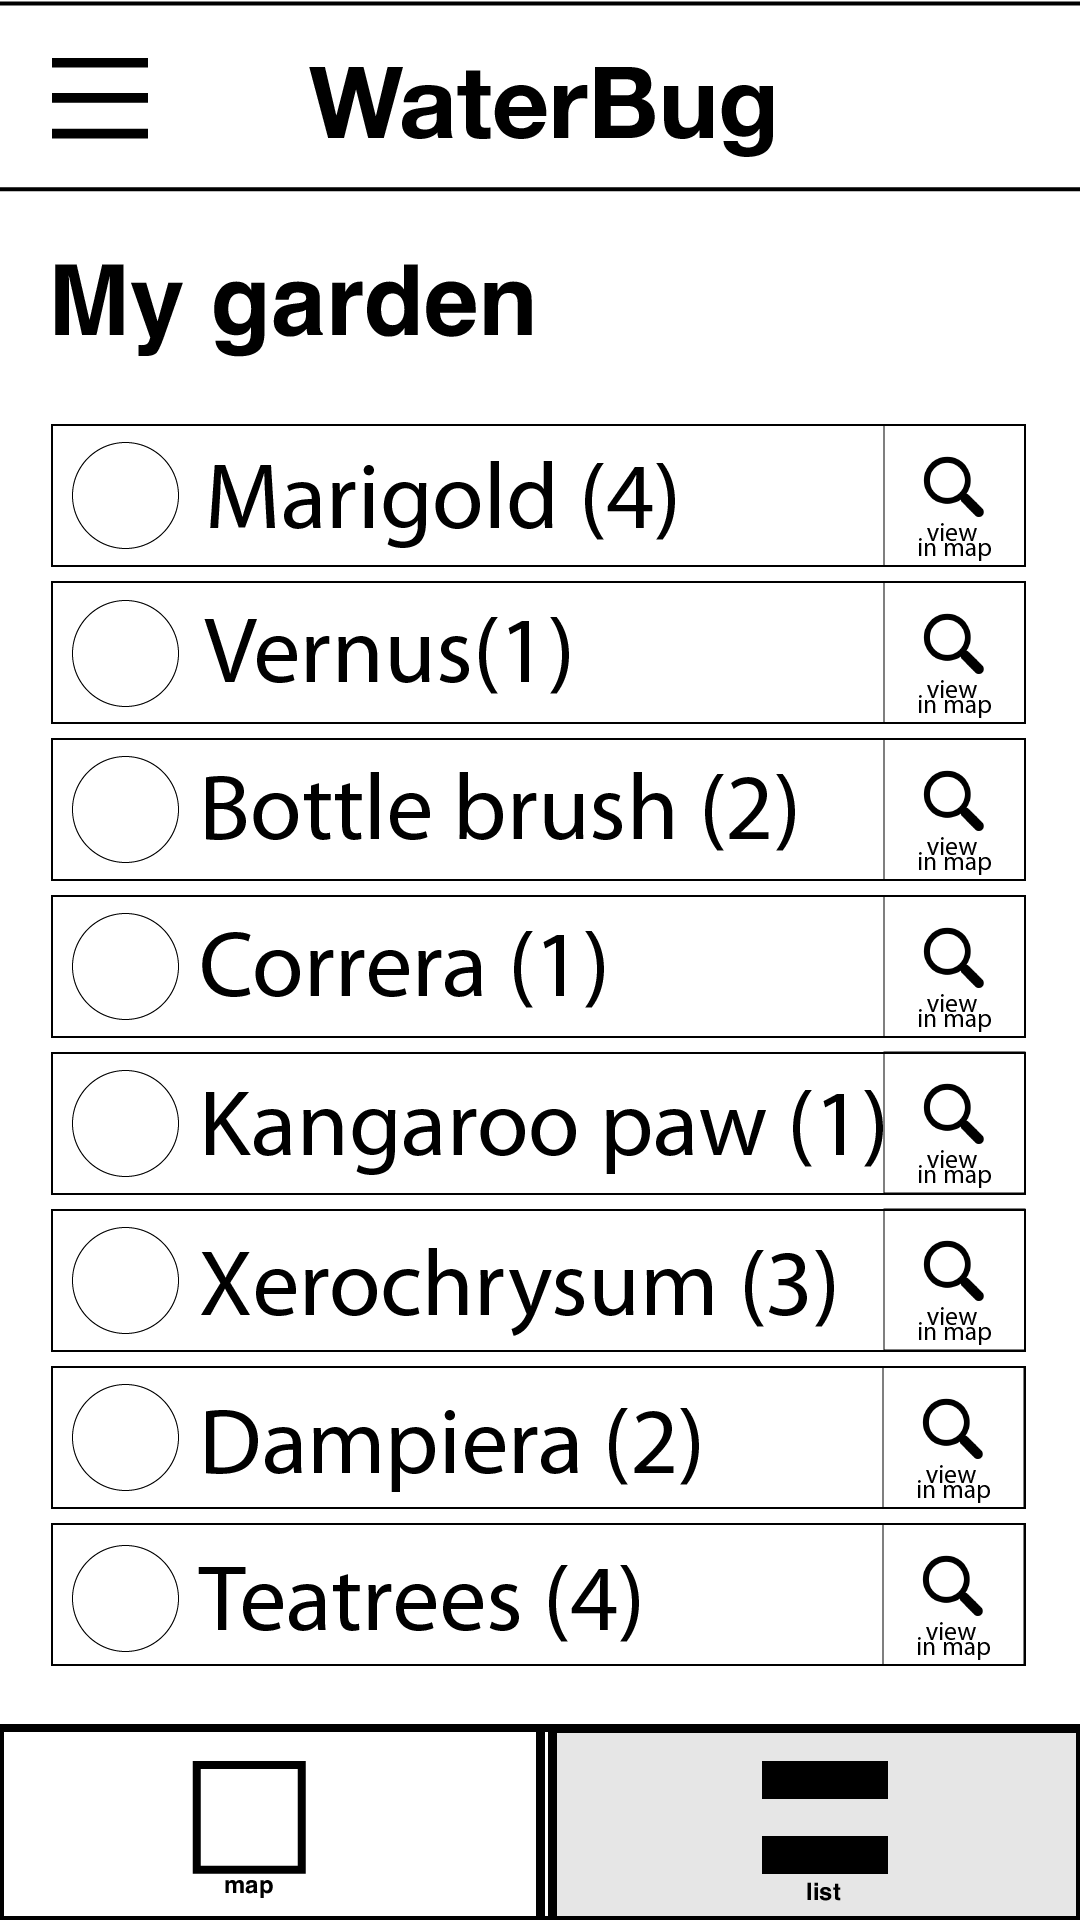 WaterBug
My garden
Marigold (4)
view
in map
Vernus(1)
view
in map
Bottle brush (2)
view
in map
Correra (1)
view
in map
Kangaroo paw (1)
view
in map
Xerochrysum (3)
view
in map
Dampiera (2)
view
in map
Teatrees (4)
view
in map
map
list